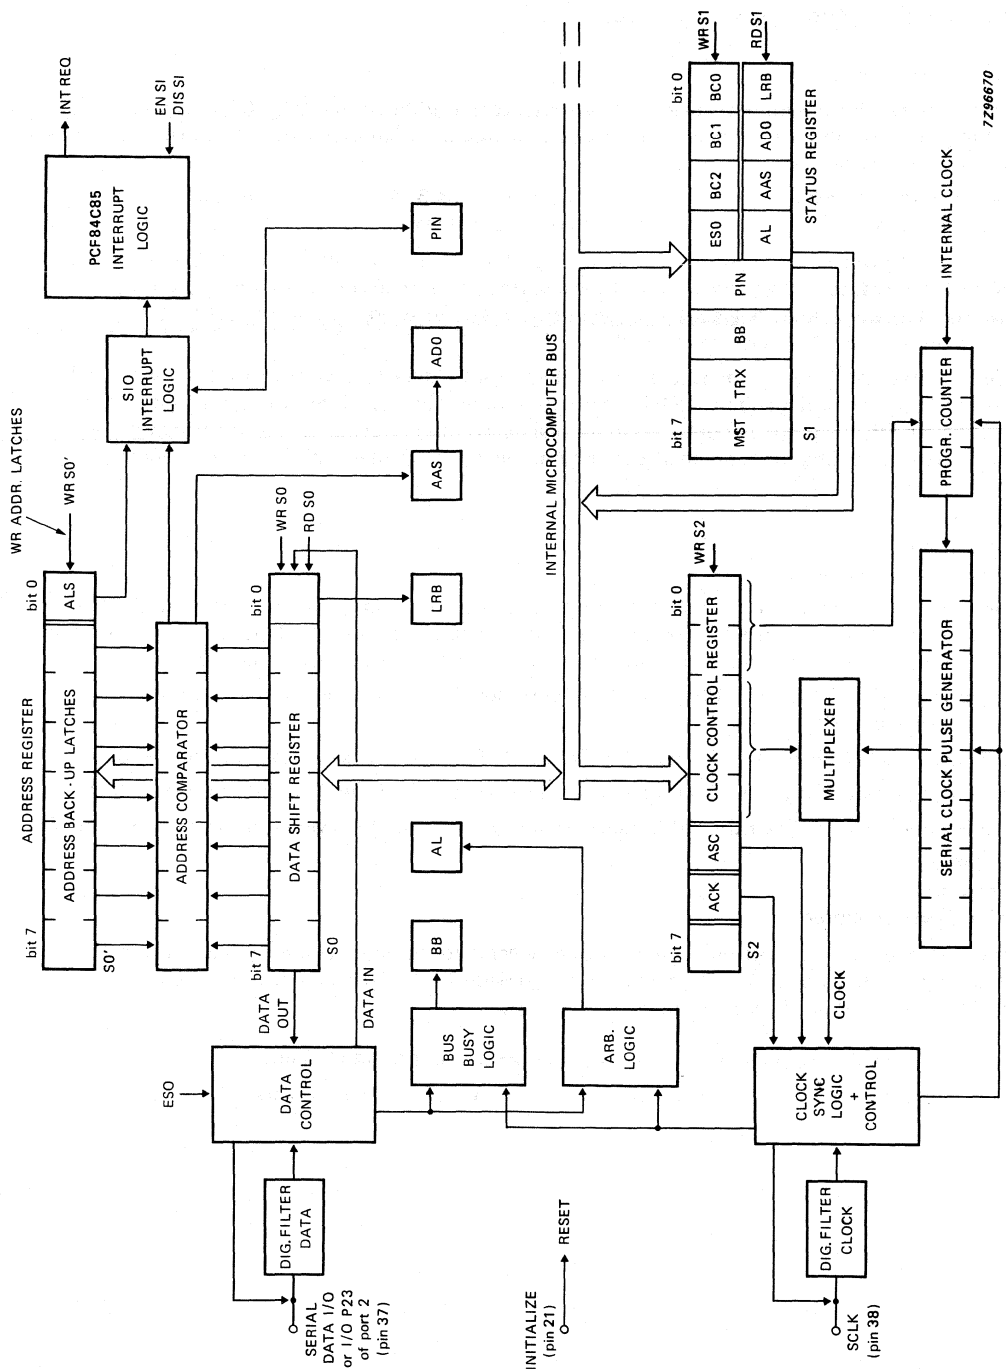 WR ADDR. LATCHES
WR S0'
ADDRESS REGISTER
bit 7
bit 0
ADDRESS BACK-UP LATCHES
ALS
S0'
ADDRESS COMPARATOR
bit 7
bit 0
DATA SHIFT REGISTER
S0
WR S0
RD S0
SIO
INTERRUPT
LOGIC
PCF84C85
INTERRUPT
LOGIC
INT REQ
EN SI
DIS SI
ESO
DATA
CONTROL
DATA
OUT
DATA IN
DIG. FILTER
DATA
SERIAL
DATA I/O
or I/O P23
of port 2
(pin 37)
BUS
BUSY
LOGIC
BB
ARB.
LOGIC
AL
LRB
AAS
AD0
PIN
INITIALIZE
(pin 21)
RESET
INTERNAL MICROCOMPUTER BUS
bit 7
bit 0
ACK
ASC
CLOCK CONTROL REGISTER
S2
WR S2
bit 7
bit 0
MST
TRX
BB
PIN
ESO
BC2
BC1
BC0
AL
AAS
AD0
LRB
S1
WR S1
RD S1
STATUS REGISTER
CLOCK
SYNC
LOGIC
+
CONTROL
CLOCK
MULTIPLEXER
DIG. FILTER
CLOCK
SCLK
(pin 38)
SERIAL CLOCK PULSE GENERATOR
PROGR. COUNTER
INTERNAL CLOCK
7296670